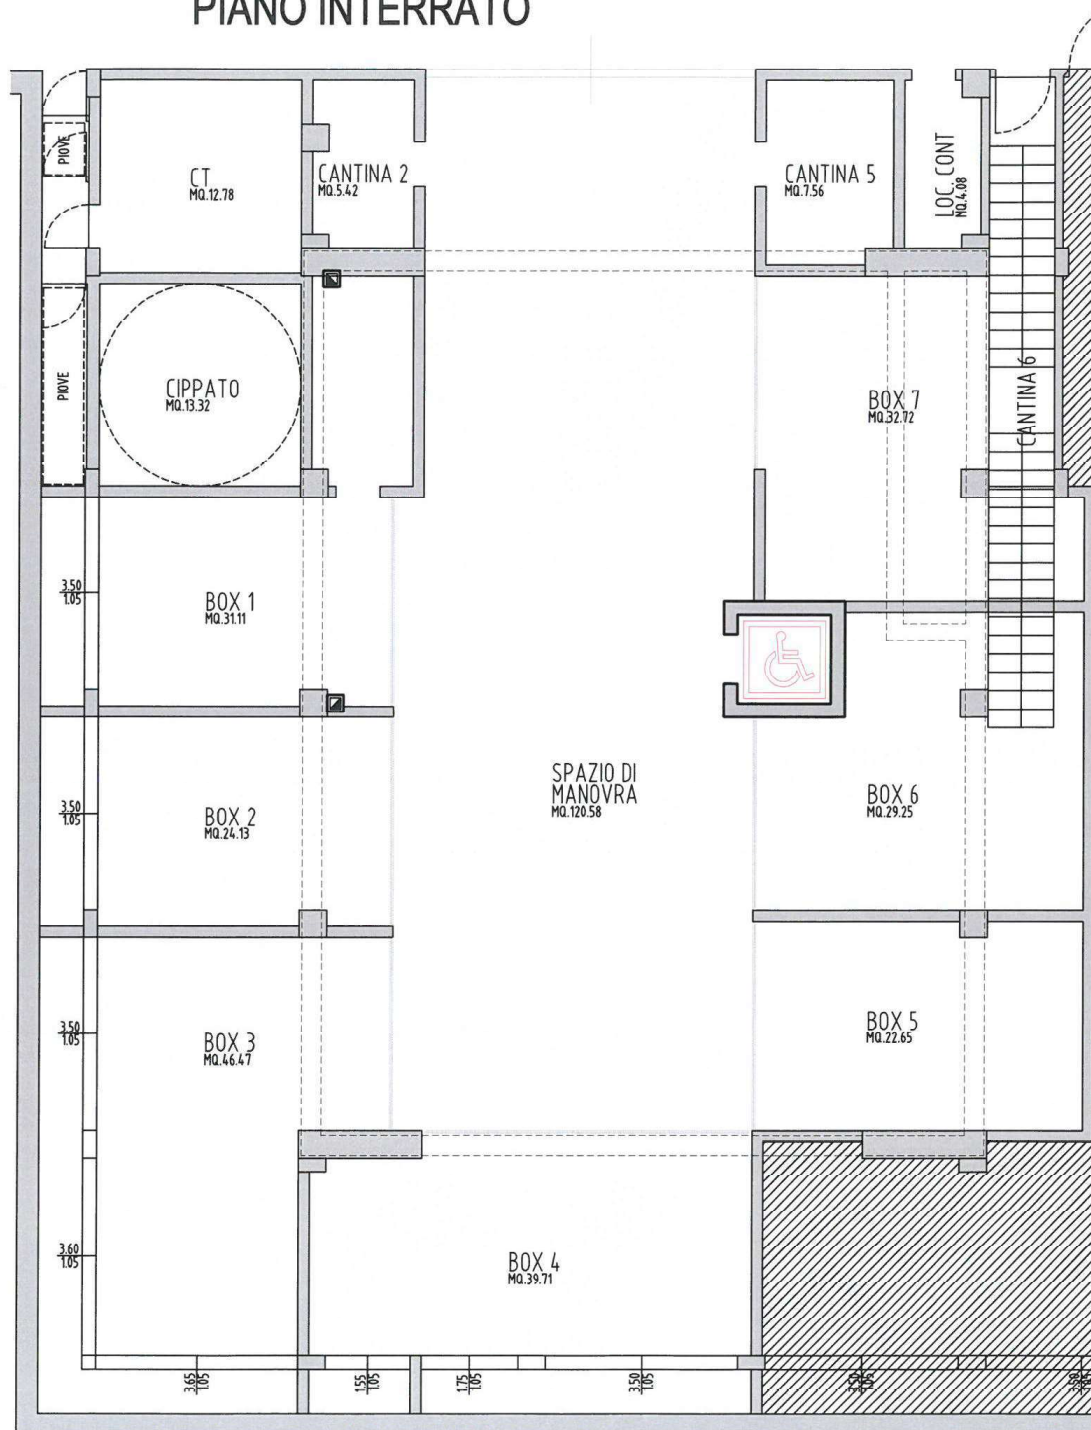 PIANO INTERRATO
PIOVE
CT
MQ.12.78
CANTINA 2
MQ.5.42
CANTINA 5
MQ.7.56
LOC. CONT
MQ.4.08
PIOVE
CIPPATO
MQ.13.32
BOX 7
MQ.32.72
CANTINA 6
3.50
1.05
BOX 1
MQ.31.11
SPAZIO DI
MANOVRA
MQ.120.58
3.50
1.05
BOX 2
MQ.24.13
BOX 6
MQ.29.25
3.50
1.05
BOX 3
MQ.46.47
BOX 5
MQ.22.65
3.60
1.05
BOX 4
MQ.39.71
3.65
1.05
1.55
1.05
1.75
1.05
3.50
1.05
3.50
1.05